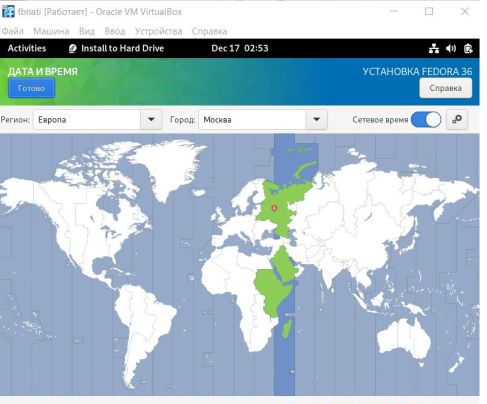 fbnati [Работает] - Oracle VM VirtualBox
Файл Машина Вид Ввод Устройства Справка
Activities Install to Hard Drive Dec 17 02:53
ДАТА И ВРЕМЯ УСТАНОВКА FEDORA 36
Готово Справка
Регион: Европа Город: Москва Сетевое время